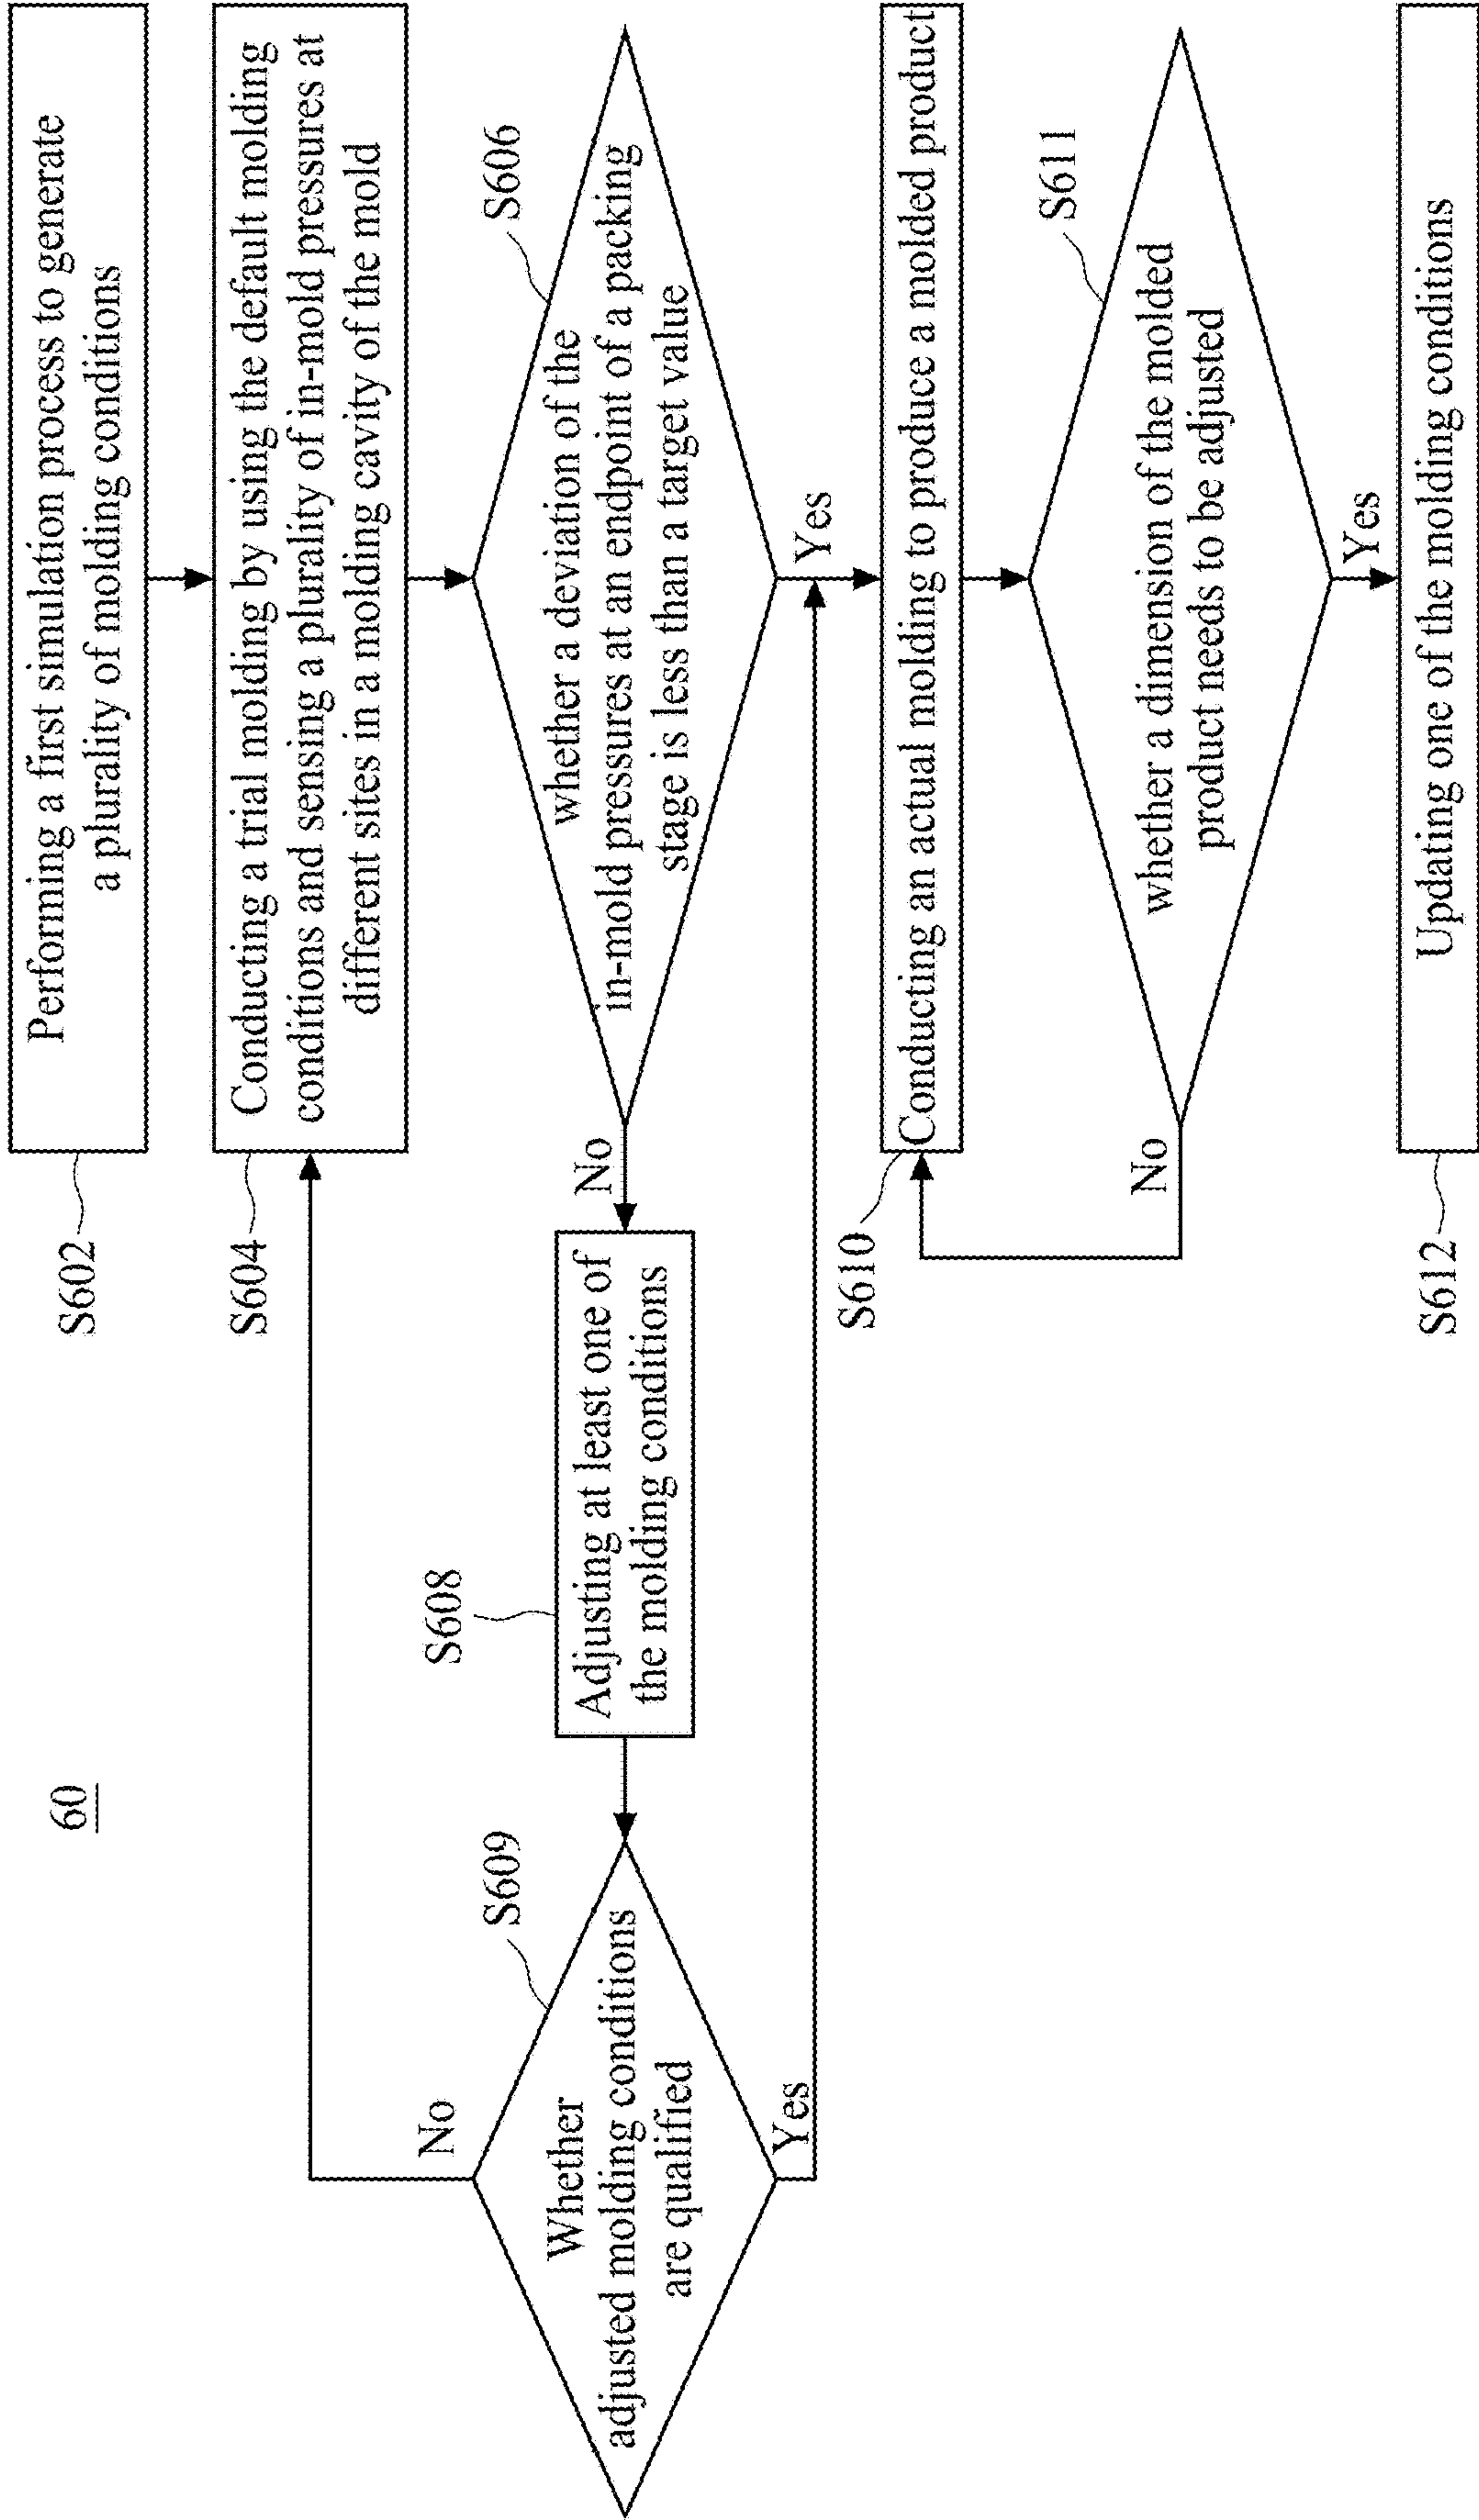 60
S602
Performing a first simulation process to generate
a plurality of molding conditions
S604
Conducting a trial molding by using the default molding
conditions and sensing a plurality of in-mold pressures at
different sites in a molding cavity of the mold
S606
whether a deviation of the
in-mold pressures at an endpoint of a packing
stage is less than a target value
No
Yes
S608
Adjusting at least one of
the molding conditions
S609
Whether
adjusted molding conditions
are qualified
No
Yes
S610
Conducting an actual molding to produce a molded product
S611
whether a dimension of the molded
product needs to be adjusted
No
Yes
S612
Updating one of the molding conditions